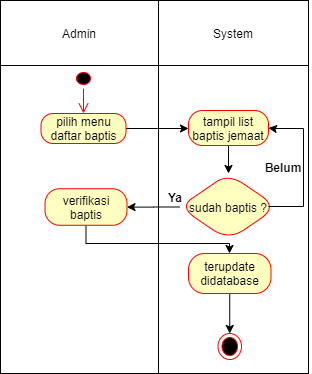 Admin
System
pilih menu
daftar baptis
tampil list
baptis jemaat
Belum
sudah baptis ?
Ya
verifikasi
baptis
terupdate
didatabase